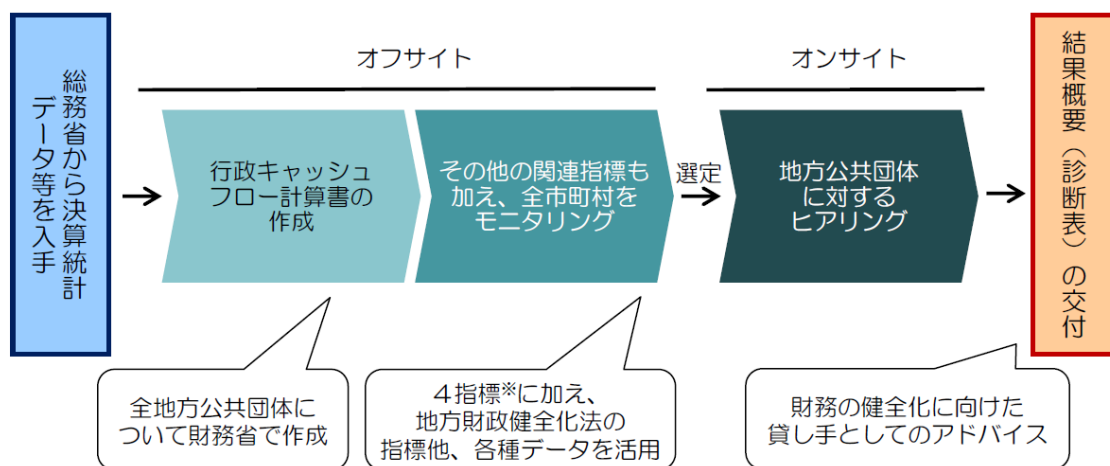 総務省から決算統計
データ等を入手
オフサイト
行政キャッシュ
フロー計算書の
作成
その他の関連指標も
加え、全市町村を
モニタリング
選定
オンサイト
地方公共団体
に対する
ヒアリング
結果概要（診断表）の交付
全地方公共団体に
ついて財務省で作成
４指標※に加え、
地方財政健全化法の
指標他、各種データを活用
財務の健全化に向けた
貸し手としてのアドバイス